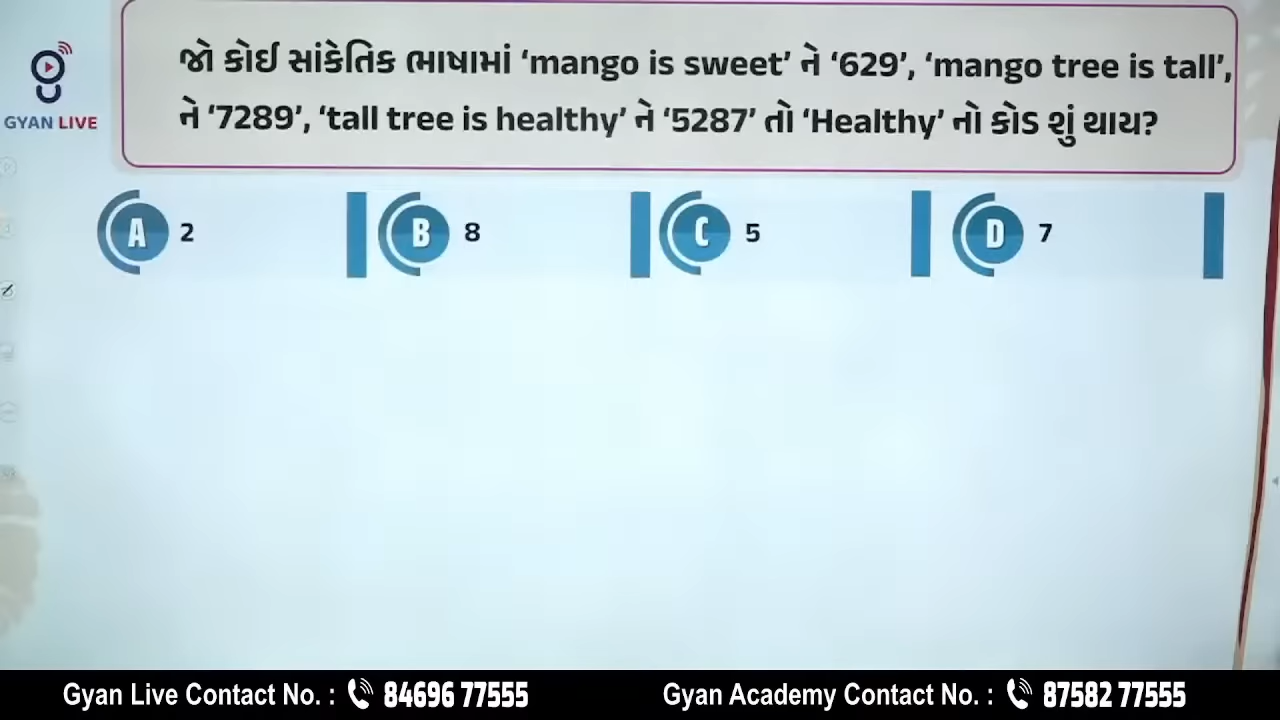 જો કોઈ સાંકેતિક ભાષામાં ‘mango is sweet’ ને ‘629’, ‘mango tree is tall’,
ને ‘7289’, ‘tall tree is healthy’ ને ‘5287’ તો ‘Healthy’ નો કોડ શું થાય?
GYAN LIVE
A 2
B 8
C 5
D 7
Gyan Live Contact No. : 84696 77555
Gyan Academy Contact No. : 87582 77555